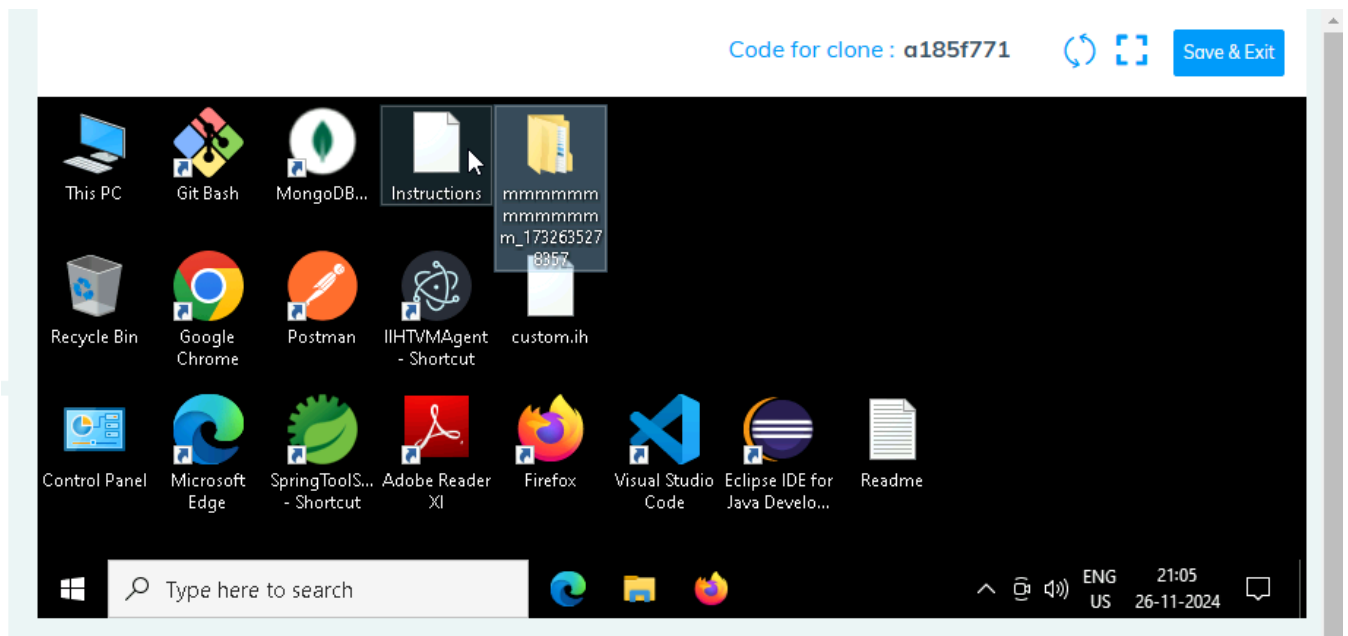 Code for clone : a185f771
Save & Exit
This PC
Git Bash
MongoDB...
Instructions
mmmmmm
mmmmmm
m_173263527
8357
Recycle Bin
Google
Chrome
Postman
IIHTVMAgent
- Shortcut
custom.ih
Control Panel
Microsoft
Edge
SpringToolS...
- Shortcut
Adobe Reader
XI
Firefox
Visual Studio
Code
Eclipse IDE for
Java Develo...
Readme
Type here to search
ENG
US
21:05
26-11-2024